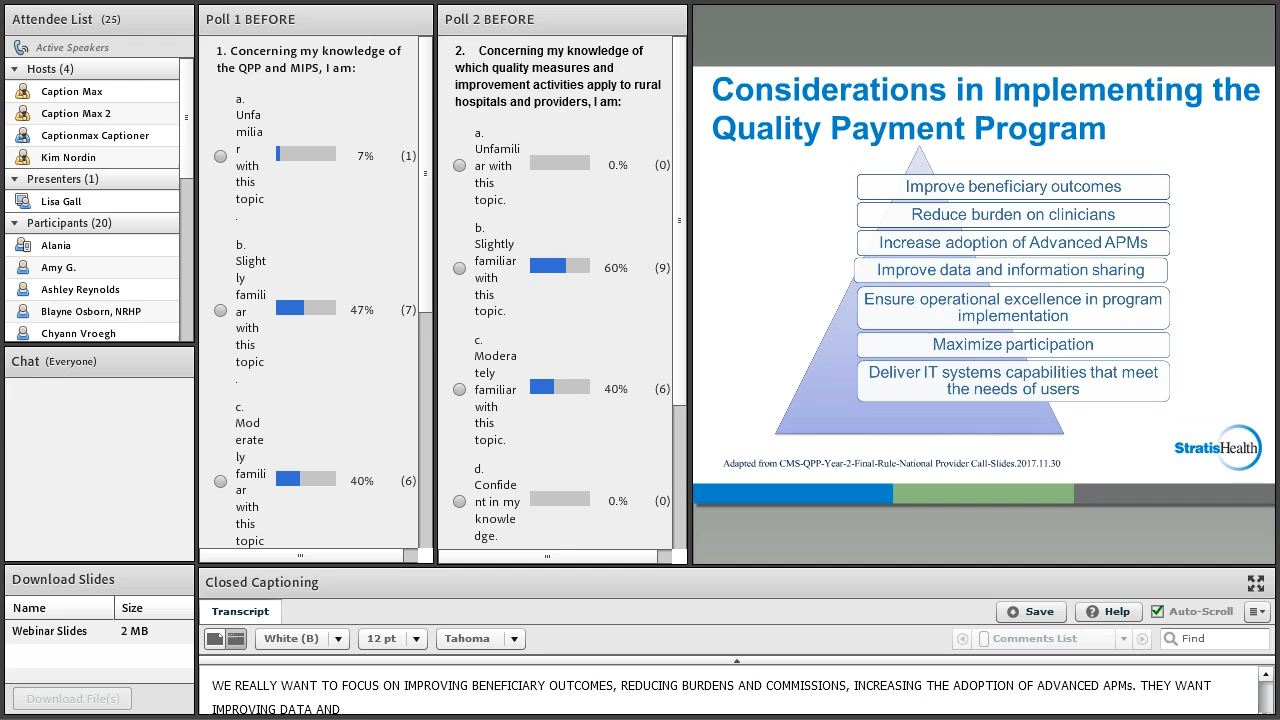 Attendee List (25)
Active Speakers
Hosts (4)
Caption Max
Caption Max 2
Captionmax Captioner
Kim Nordin
Presenters (1)
Lisa Gall
Participants (20)
Alania
Amy G.
Ashley Reynolds
Blayne Osborn, NRHP
Chyann Vroegh
Chat (Everyone)
Download Slides
Name Size
Webinar Slides 2 MB
Download File(s)
Poll 1 BEFORE
1. Concerning my knowledge of
the QPP and MIPS, I am:
a.
Unfa
milia
r
with
this
topic
.
7% (1)
b.
Slight
ly
famili
ar
with
this
topic
.
47% (7)
c.
Mod
erate
ly
famili
ar
with
this
topic
40% (6)
Poll 2 BEFORE
2. Concerning my knowledge of
which quality measures and
improvement activities apply to rural
hospitals and providers, I am:
a.
Unfamili
ar with
this
topic.
0.% (0)
b.
Slightly
familiar
with
this
topic.
60% (9)
c.
Modera
tely
familiar
with
this
topic.
40% (6)
d.
Confide
nt in my
knowle
dge.
0.% (0)
Considerations in Implementing the
Quality Payment Program
Improve beneficiary outcomes
Reduce burden on clinicians
Increase adoption of Advanced APMs
Improve data and information sharing
Ensure operational excellence in program
implementation
Maximize participation
Deliver IT systems capabilities that meet
the needs of users
StratisHealth
Adapted from CMS-QPP-Year-2-Final-Rule-National Provider Call-Slides.2017.11.30
Closed Captioning
Transcript
Save
Help
Auto-Scroll
White (B)
12 pt
Tahoma
Comments List
Find
WE REALLY WANT TO FOCUS ON IMPROVING BENEFICIARY OUTCOMES, REDUCING BURDENS AND COMMISSIONS, INCREASING THE ADOPTION OF ADVANCED APMs. THEY WANT
IMPROVING DATA AND